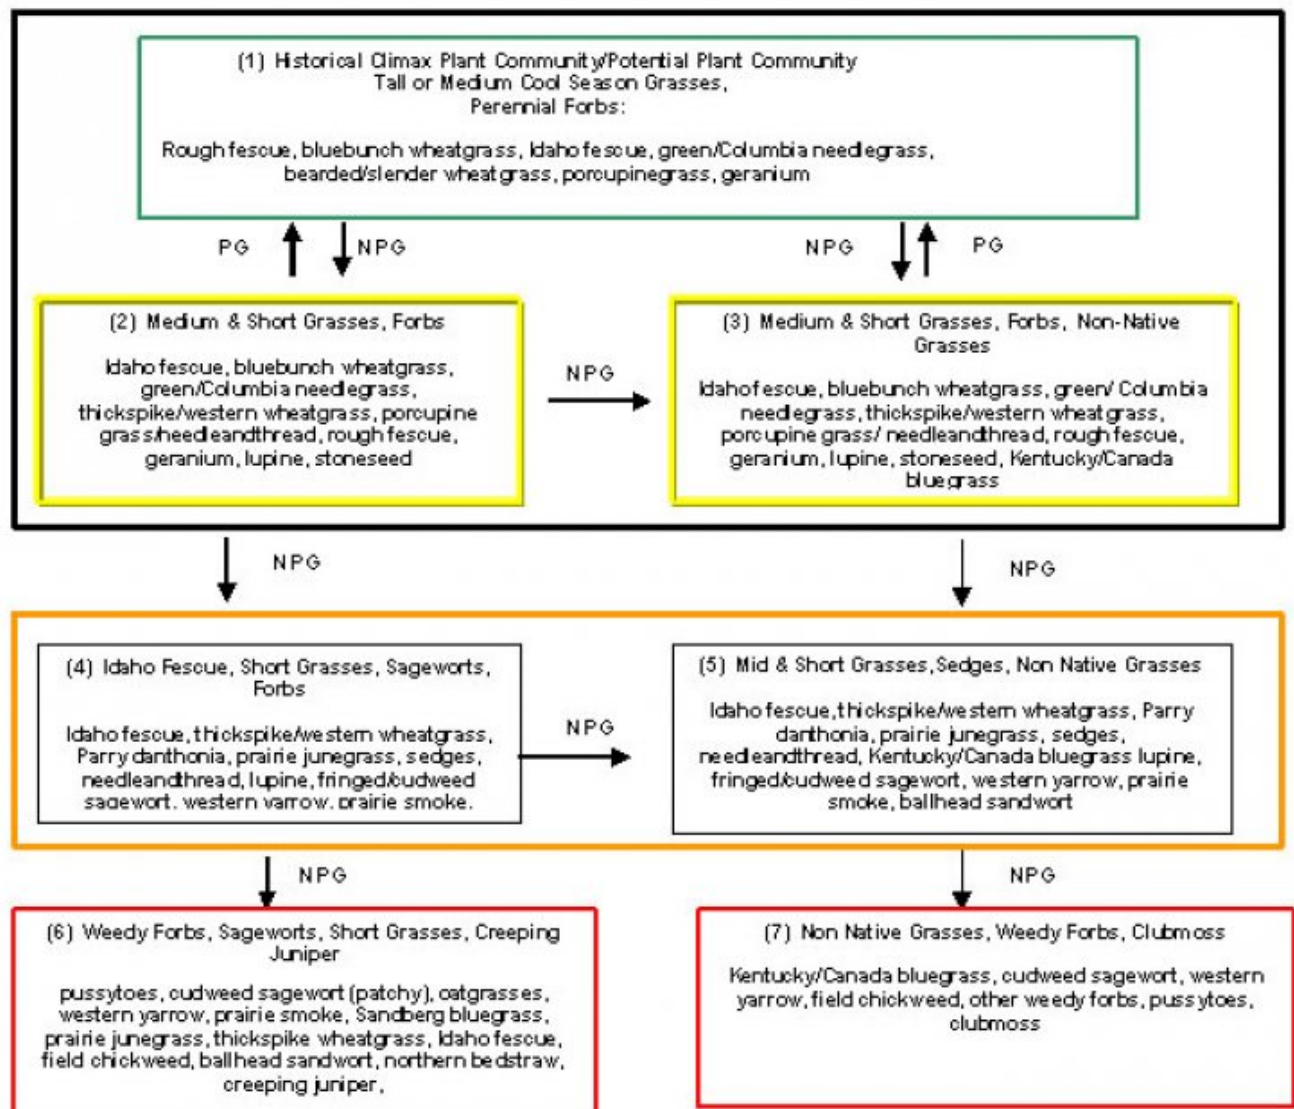 (1) Historical Climax Plant Community/Potential Plant Community
Tall or Medium Cool Season Grasses,
Perennial Forbs:
Rough fescue, bluebunch wheatgrass, Idaho fescue, green/Columbia needlegrass,
bearded/slender wheatgrass, porcupinegrass, geranium
PG
NPG
NPG
PG
(2) Medium & Short Grasses, Forbs
Idaho fescue, bluebunch wheatgrass,
green/Columbia needlegrass,
thickspike/western wheatgrass, porcupine
grass/needleandthread, rough fescue,
geranium, lupine, stoneseed
NPG
(3) Medium & Short Grasses, Forbs, Non-Native
Grasses
Idaho fescue, bluebunch wheatgrass, green/ Columbia
needlegrass, thickspike/western wheatgrass,
porcupine grass/ needleandthread, rough fescue,
geranium, lupine, stoneseed, Kentucky/Canada
bluegrass
NPG
NPG
(4) Idaho Fescue, Short Grasses, Sageworts,
Forbs
Idaho fescue, thickspike/western wheatgrass,
Parry danthonia, prairie junegrass, sedges,
needleandthread, lupine, fringed/cudweed
sagewort, western yarrow, prairie smoke,
NPG
(5) Mid & Short Grasses, Sedges, Non Native Grasses
Idaho fescue, thickspike/western wheatgrass, Parry
danthonia, prairie junegrass, sedges,
needleandthread, Kentucky/Canada bluegrass lupine,
fringed/cudweed sagewort, western yarrow, prairie
smoke, ballhead sandwort
NPG
NPG
(6) Weedy Forbs, Sageworts, Short Grasses, Creeping
Juniper
pussytoes, cudweed sagewort (patchy), oatgrasses,
western yarrow, prairie smoke, Sandberg bluegrass,
prairie junegrass, thickspike wheatgrass, Idaho fescue,
field chickweed, ballhead sandwort, northern bedstraw,
creeping juniper,
(7) Non Native Grasses, Weedy Forbs, Clubmoss
Kentucky/Canada bluegrass, cudweed sagewort, western
yarrow, field chickweed, other weedy forbs, pussytoes,
clubmoss